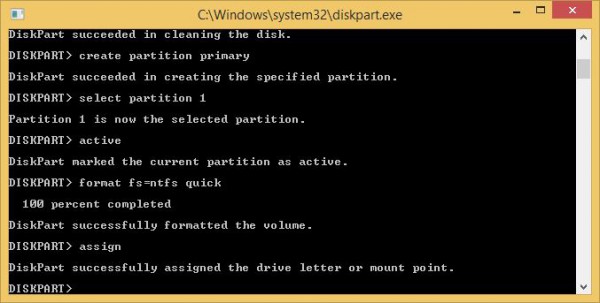 C:\Windows\system32\diskpart.exe
DiskPart succeeded in cleaning the disk.
DISKPART> create partition primary
DiskPart succeeded in creating the specified partition.
DISKPART> select partition 1
Partition 1 is now the selected partition.
DISKPART> active
DiskPart marked the current partition as active.
DISKPART> format fs=ntfs quick
100 percent completed
DiskPart successfully formatted the volume.
DISKPART> assign
DiskPart successfully assigned the drive letter or mount point.
DISKPART>